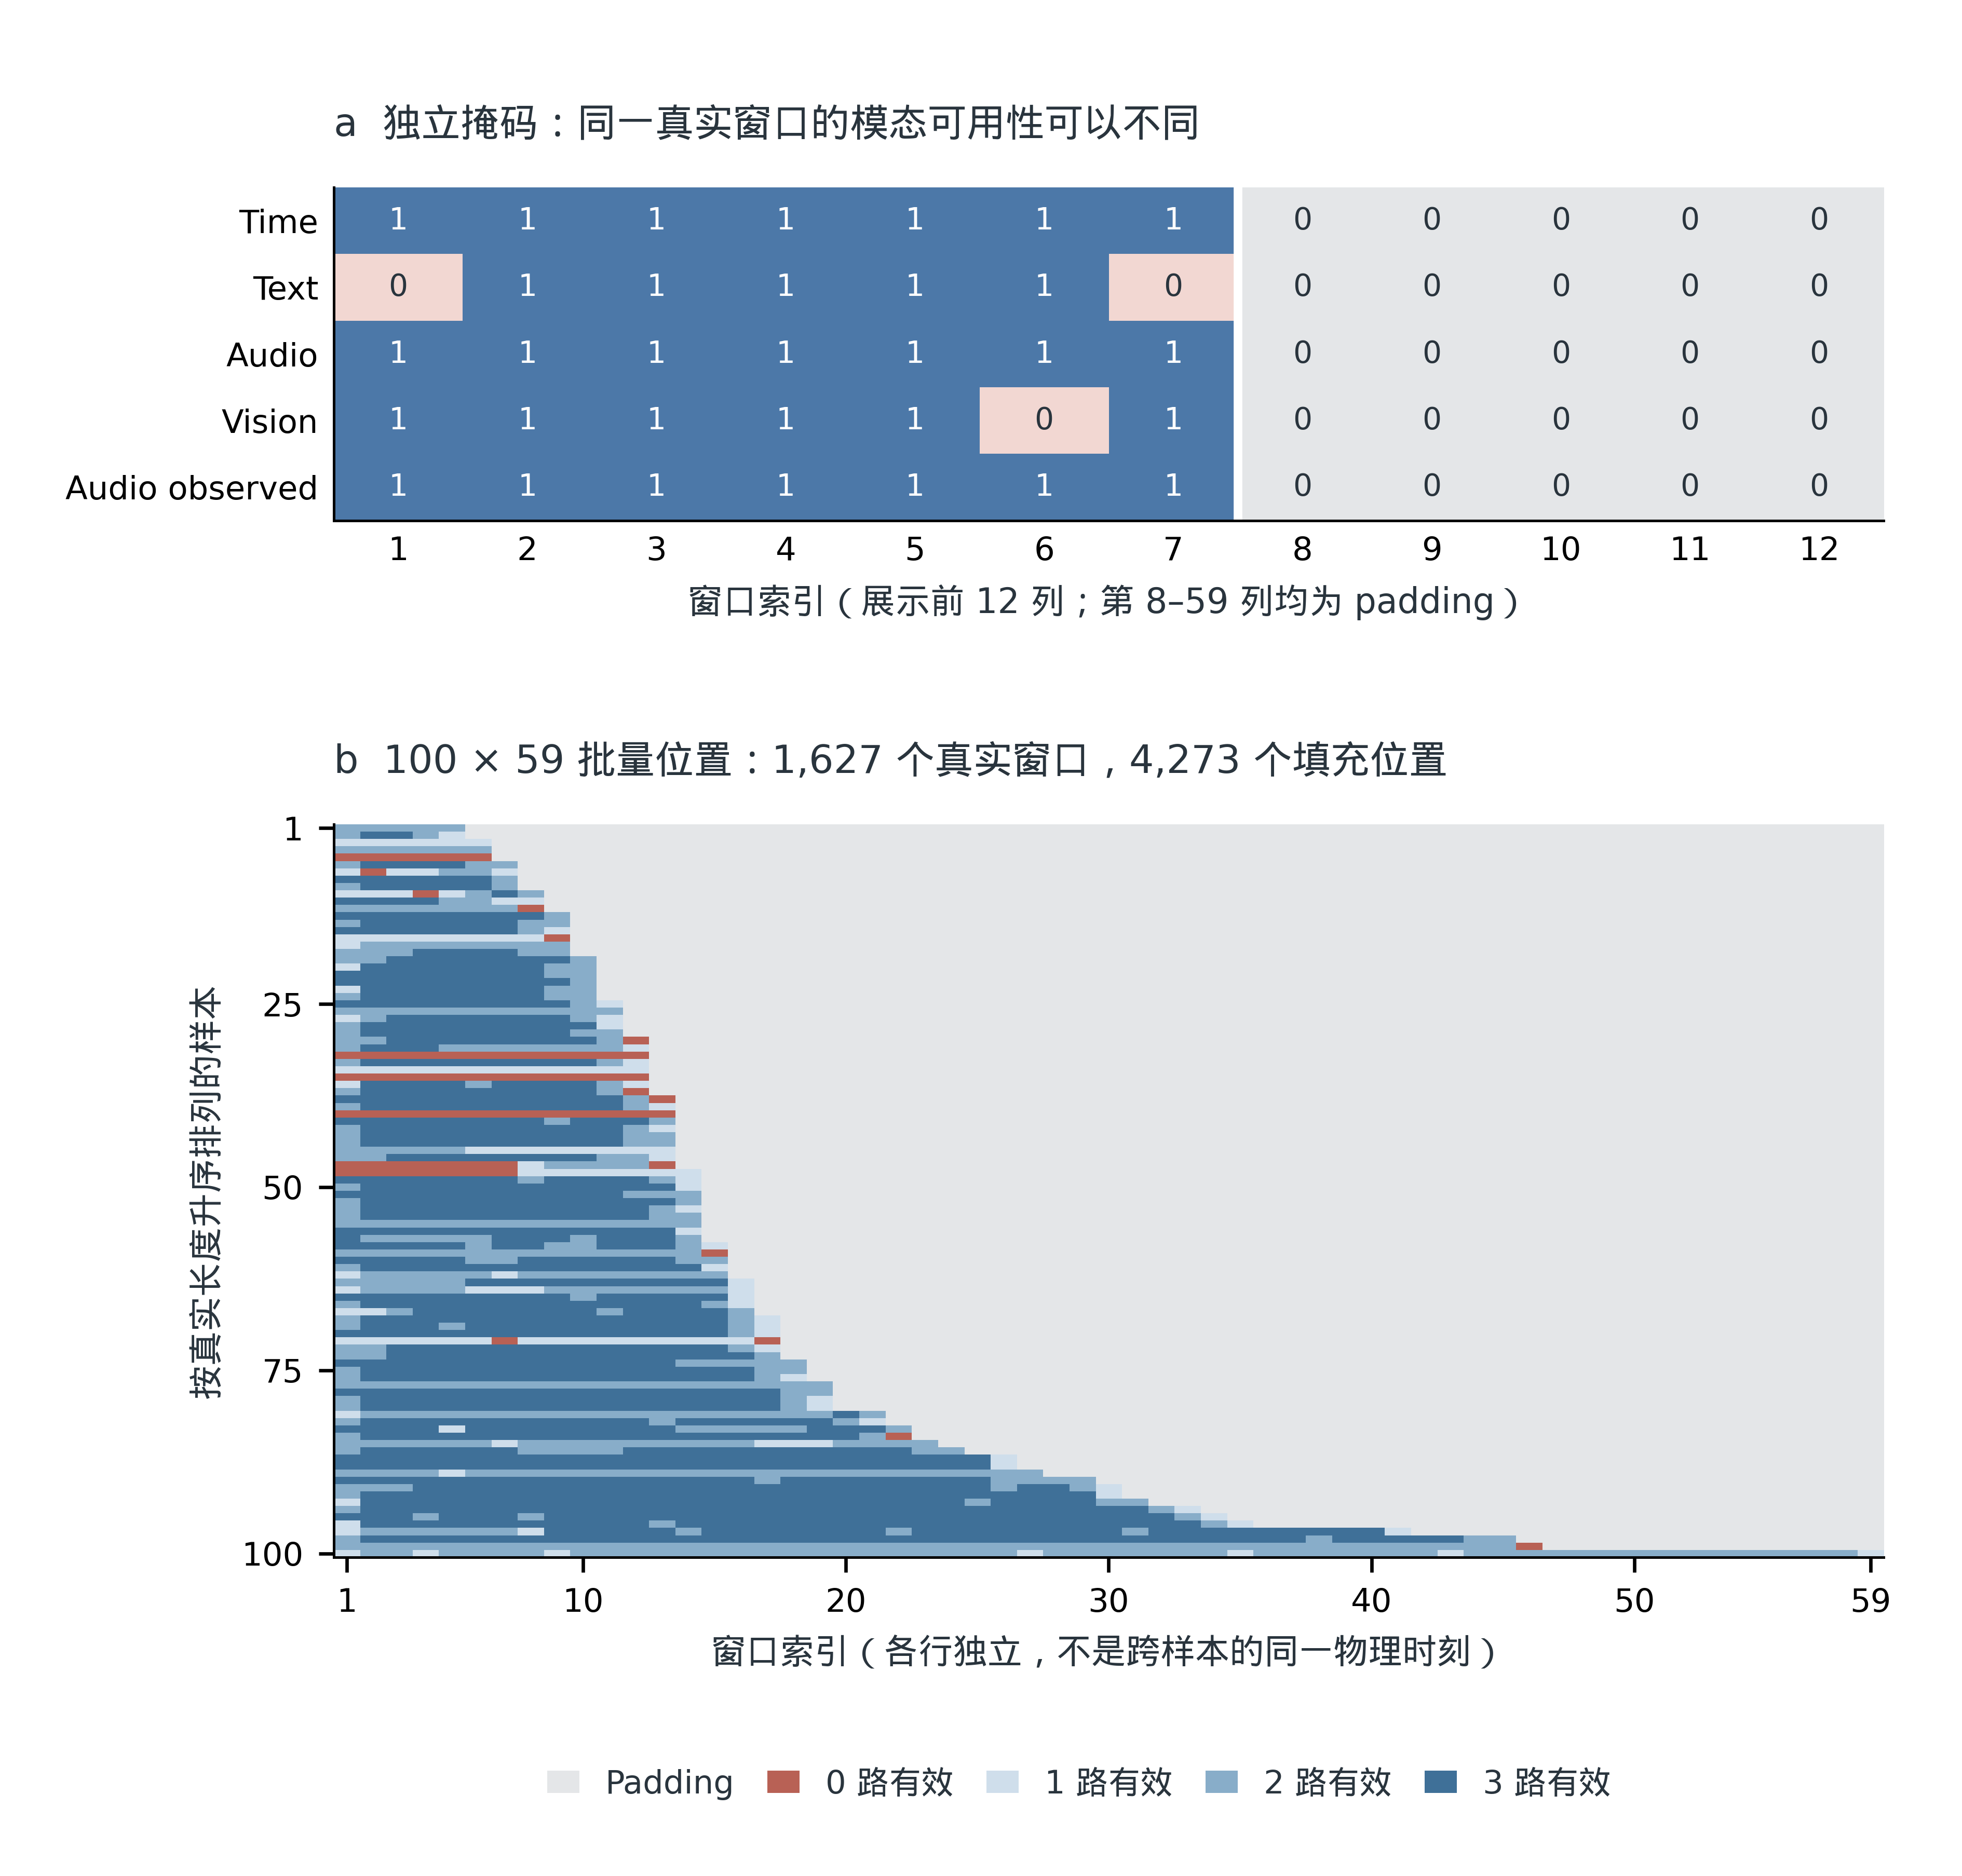 a 独立掩码：同一真实窗口的模态可用性可以不同
Time 1 1 1 1 1 1 1 0 0 0 0 0
Text 0 1 1 1 1 1 0 0 0 0 0 0
Audio 1 1 1 1 1 1 1 0 0 0 0 0
Vision 1 1 1 1 1 0 1 0 0 0 0 0
Audio observed 1 1 1 1 1 1 1 0 0 0 0 0
1 2 3 4 5 6 7 8 9 10 11 12
窗口索引（展示前 12 列；第 8–59 列均为 padding）
b 100 × 59 批量位置：1,627 个真实窗口，4,273 个填充位置
按真实长度升序排列的样本
1
25
50
75
100
1 10 20 30 40 50 59
窗口索引（各行独立，不是跨样本的同一物理时刻）
Padding 0 路有效 1 路有效 2 路有效 3 路有效